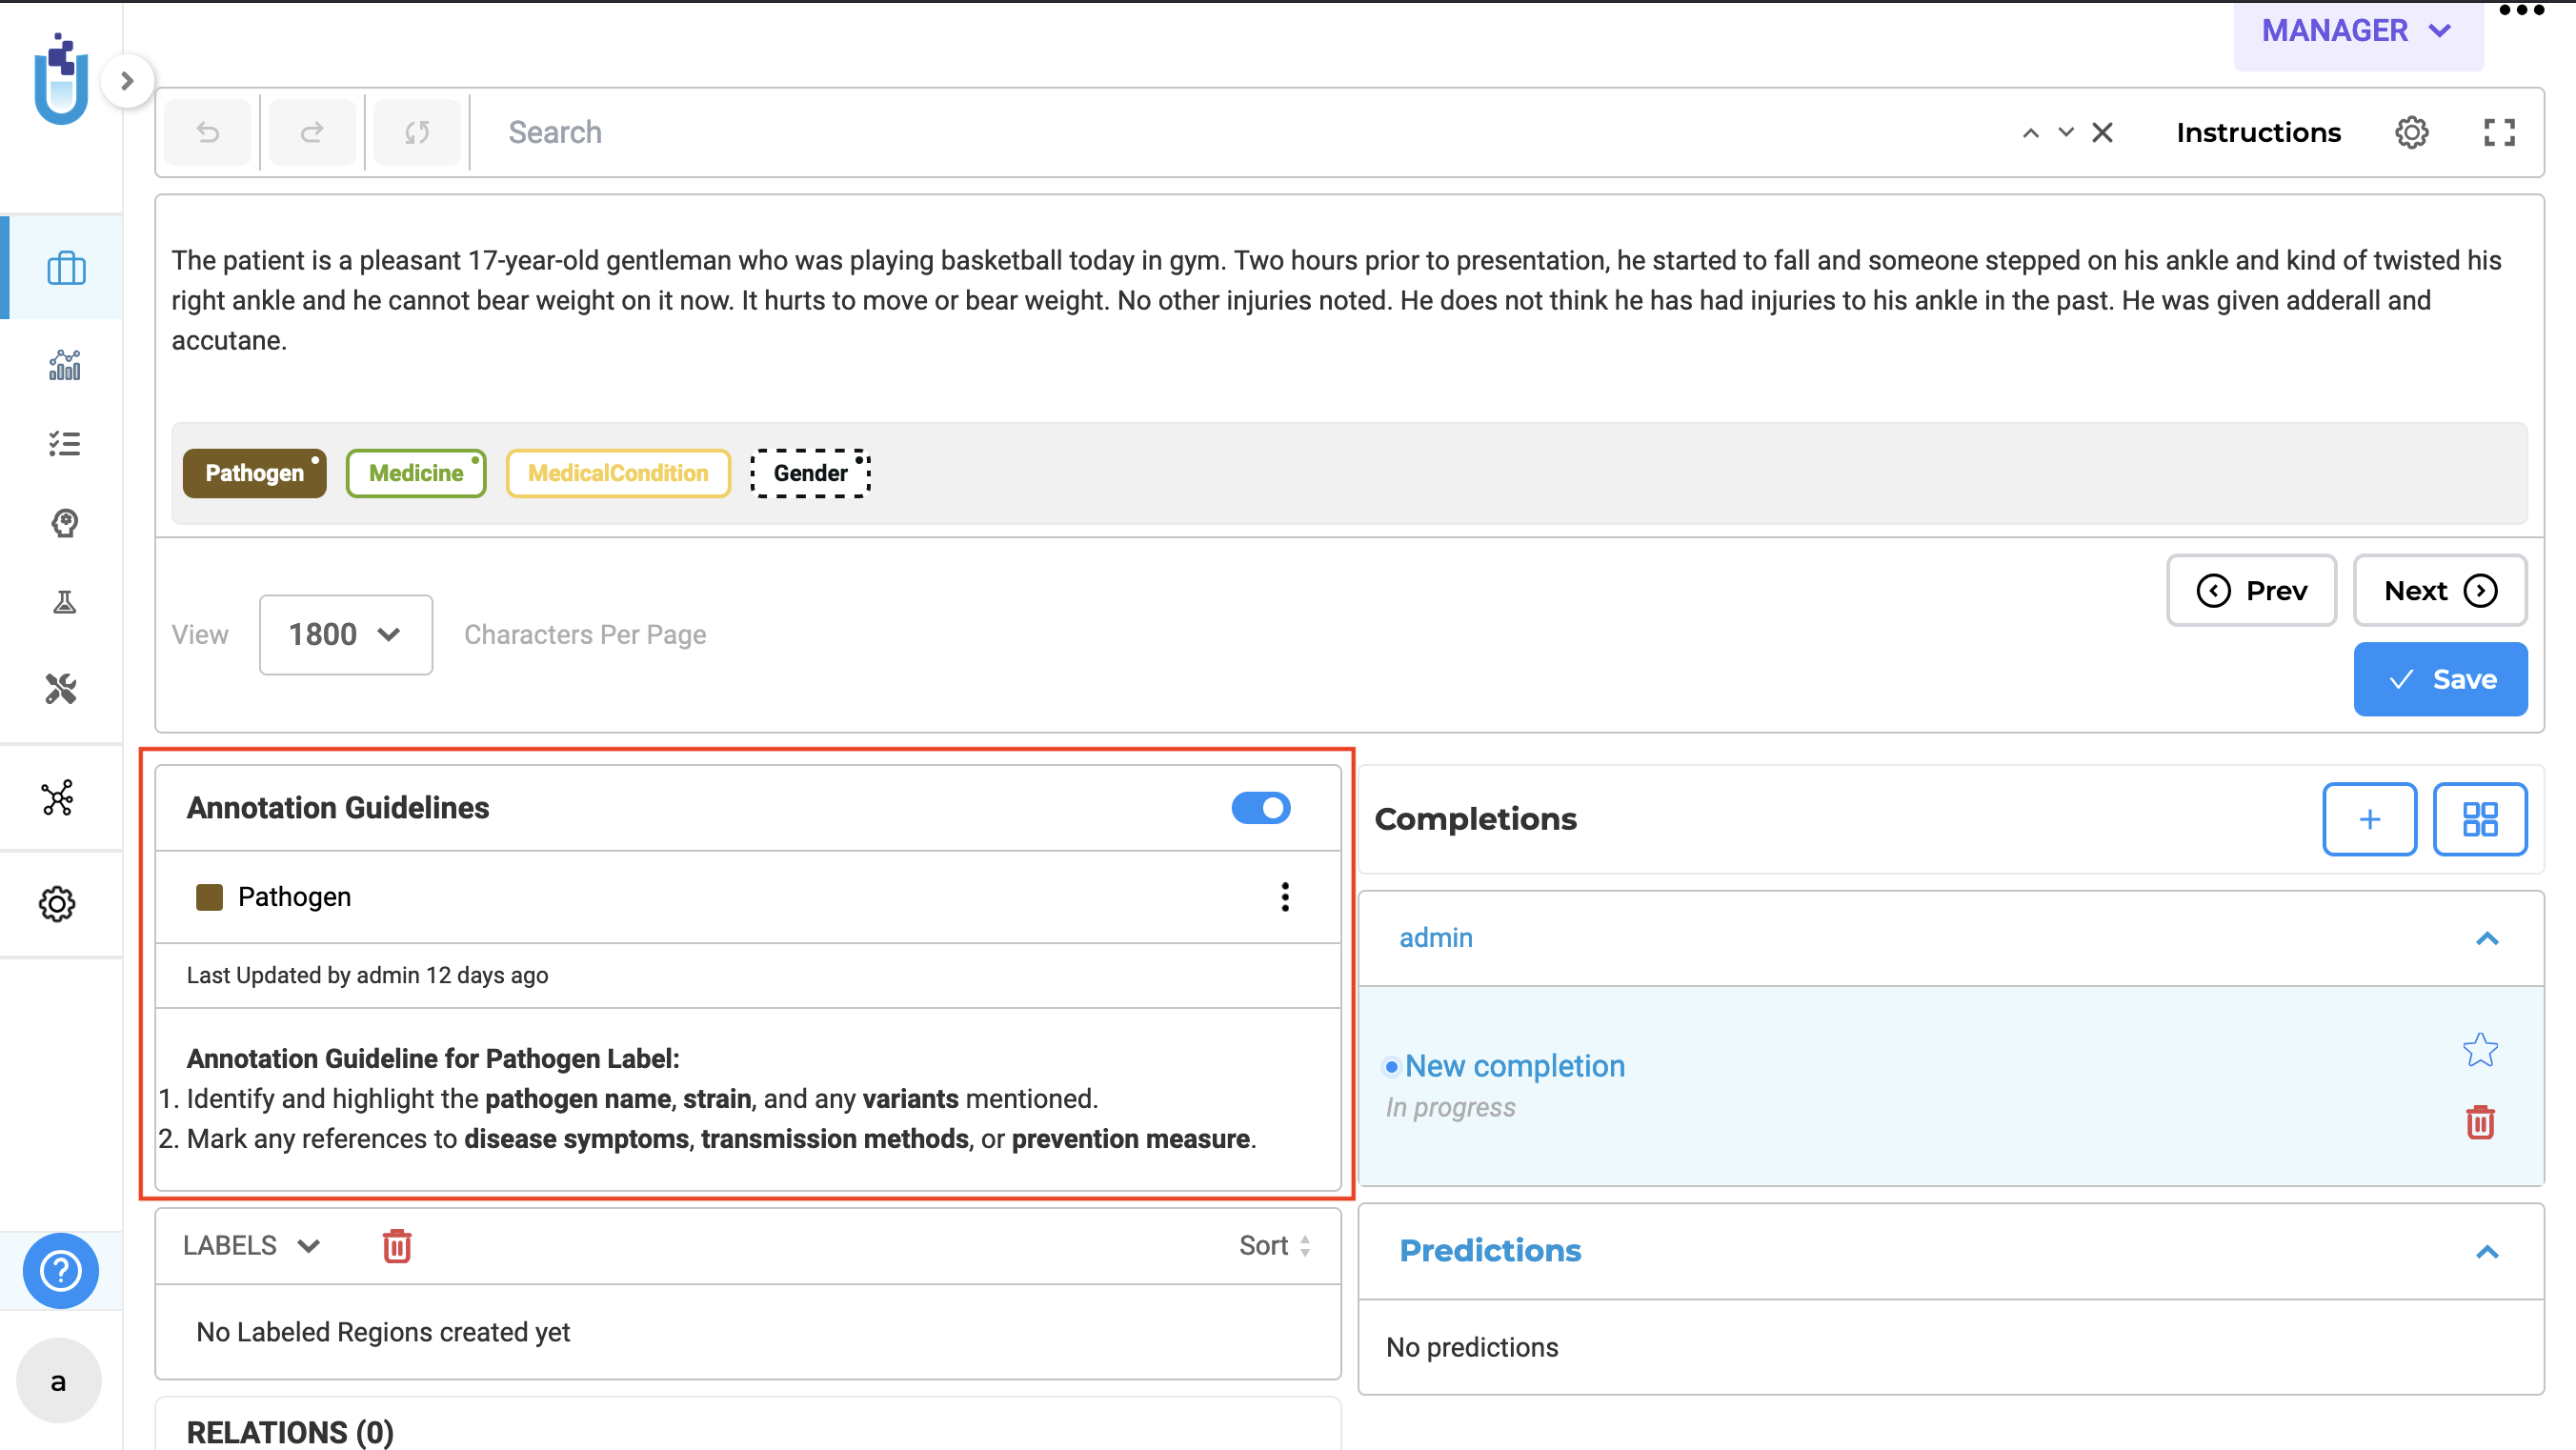 MANAGER
Search
Instructions
The patient is a pleasant 17-year-old gentleman who was playing basketball today in gym. Two hours prior to presentation, he started to fall and someone stepped on his ankle and kind of twisted his
right ankle and he cannot bear weight on it now. It hurts to move or bear weight. No other injuries noted. He does not think he has had injuries to his ankle in the past. He was given adderall and
accutane.
Pathogen
Medicine
MedicalCondition
Gender
Prev
Next
View
1800
Characters Per Page
Save
Annotation Guidelines
Pathogen
Last Updated by admin 12 days ago
Annotation Guideline for Pathogen Label:
1. Identify and highlight the pathogen name, strain, and any variants mentioned.
2. Mark any references to disease symptoms, transmission methods, or prevention measure.
Completions
admin
New completion
In progress
LABELS
Sort
No Labeled Regions created yet
Predictions
No predictions
a
RELATIONS (0)